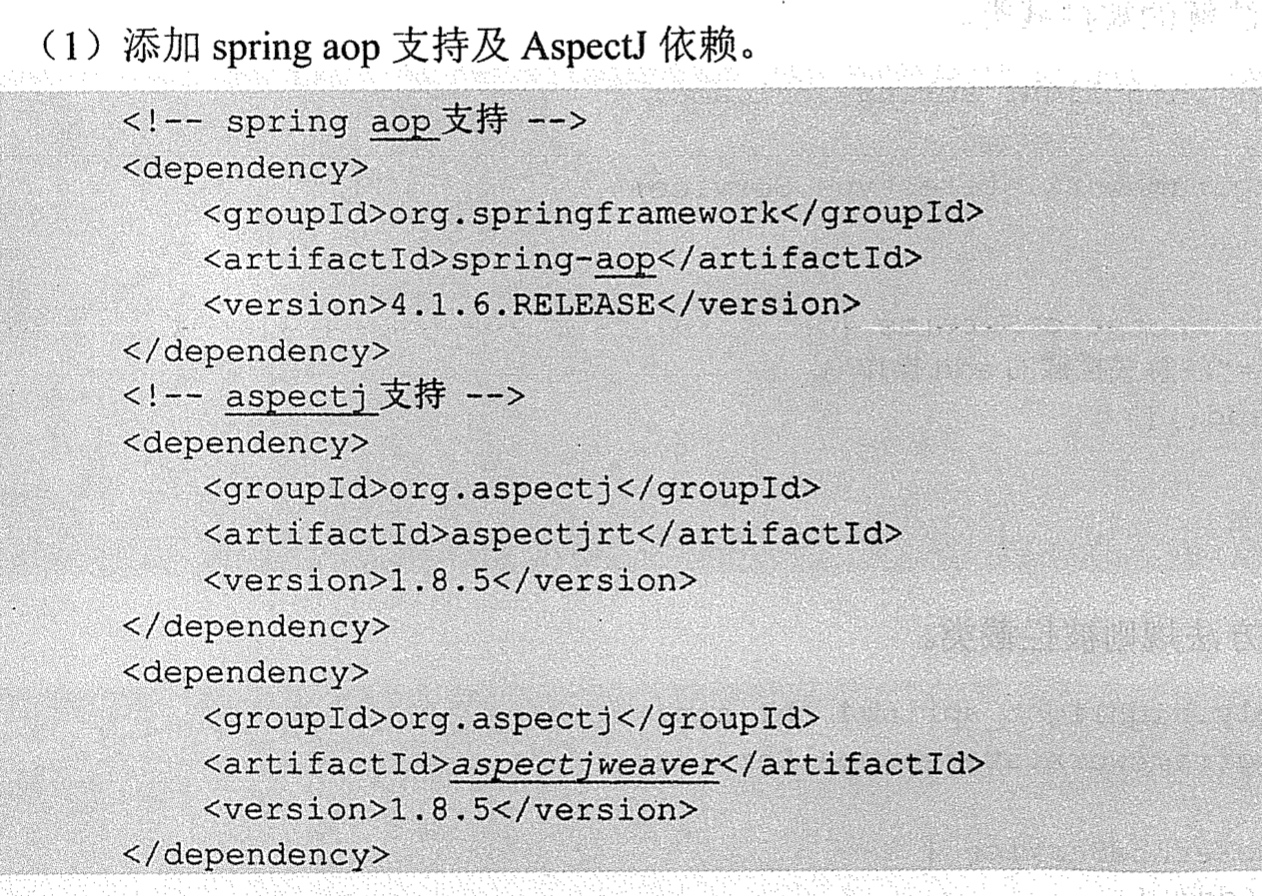 （1）添加 spring aop 支持及 AspectJ 依赖。
<!-- spring aop 支持 -->
<dependency>
<groupId>org.springframework</groupId>
<artifactId>spring-aop</artifactId>
<version>4.1.6.RELEASE</version>
</dependency>
<!-- aspectj 支持 -->
<dependency>
<groupId>org.aspectj</groupId>
<artifactId>aspectjrt</artifactId>
<version>1.8.5</version>
</dependency>
<dependency>
<groupId>org.aspectj</groupId>
<artifactId>aspectjweaver</artifactId>
<version>1.8.5</version>
</dependency>